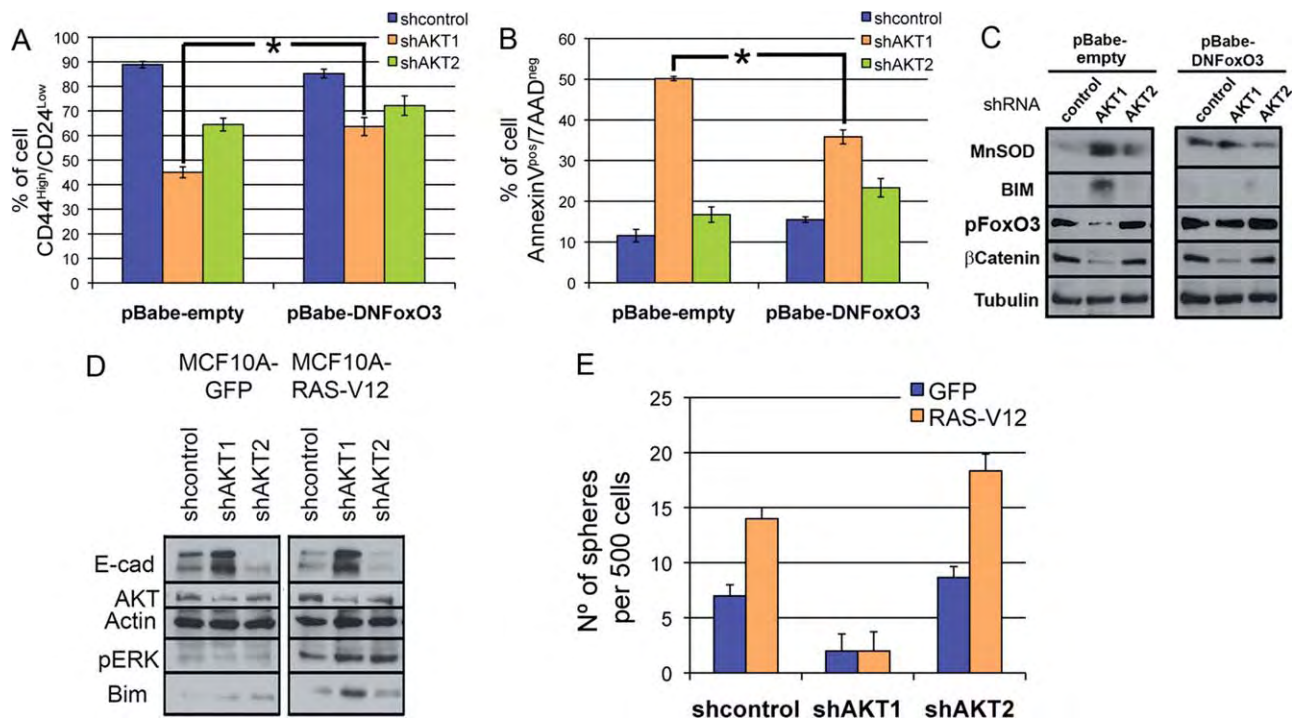 A
shcontrol
shAKT1
shAKT2
% of cell
CD44High/CD24Low
100
90
80
70
60
50
40
30
20
10
0
*
pBabe-empty
pBabe-DNFoxO3
B
shcontrol
shAKT1
shAKT2
% of cell
AnnexinVpos/7AADneg
60
50
40
30
20
10
0
*
pBabe-empty
pBabe-DNFoxO3
C
pBabe-empty
pBabe-DNFoxO3
shRNA
control
AKT1
AKT2
control
AKT1
AKT2
MnSOD
BIM
pFoxO3
βCatenin
Tubulin
D
MCF10A-GFP
MCF10A-RAS-V12
shcontrol
shAKT1
shAKT2
shcontrol
shAKT1
shAKT2
E-cad
AKT
Actin
pERK
Bim
E
GFP
RAS-V12
Nº of spheres
per 500 cells
25
20
15
10
5
0
shcontrol
shAKT1
shAKT2